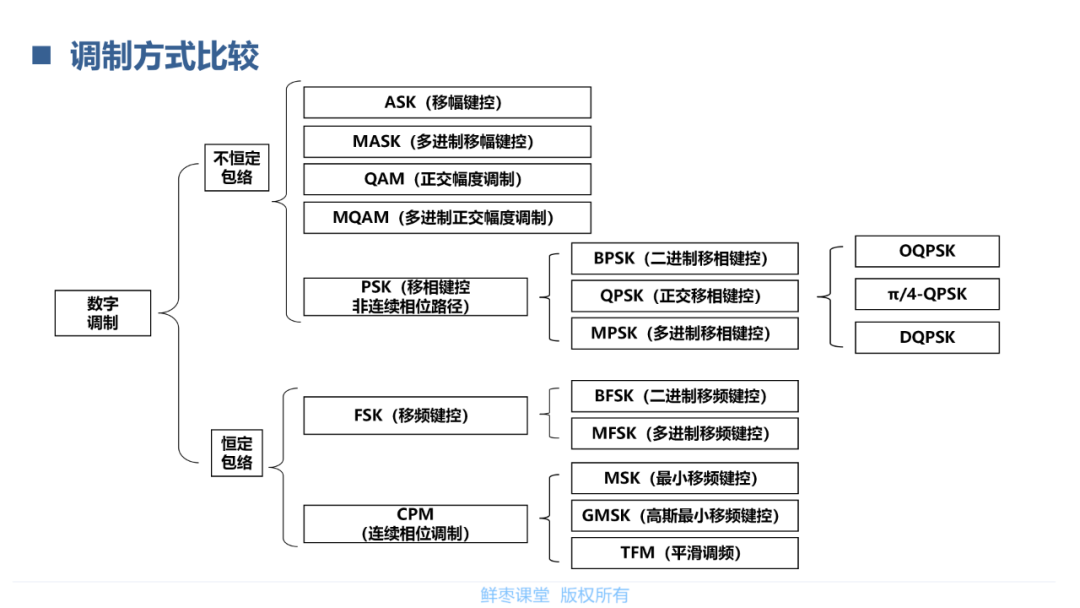 调制方式比较
数字
调制
不恒定
包络
ASK（移幅键控）
MASK（多进制移幅键控）
QAM（正交幅度调制）
MQAM（多进制正交幅度调制）
PSK（移相键控
非连续相位路径）
BPSK（二进制移相键控）
QPSK（正交移相键控）
MPSK（多进制移相键控）
OQPSK
π/4-QPSK
DQPSK
恒定
包络
FSK（移频键控）
BFSK（二进制移频键控）
MFSK（多进制移频键控）
CPM
（连续相位调制）
MSK（最小移频键控）
GMSK（高斯最小移频键控）
TFM（平滑调频）
鲜枣课堂 版权所有